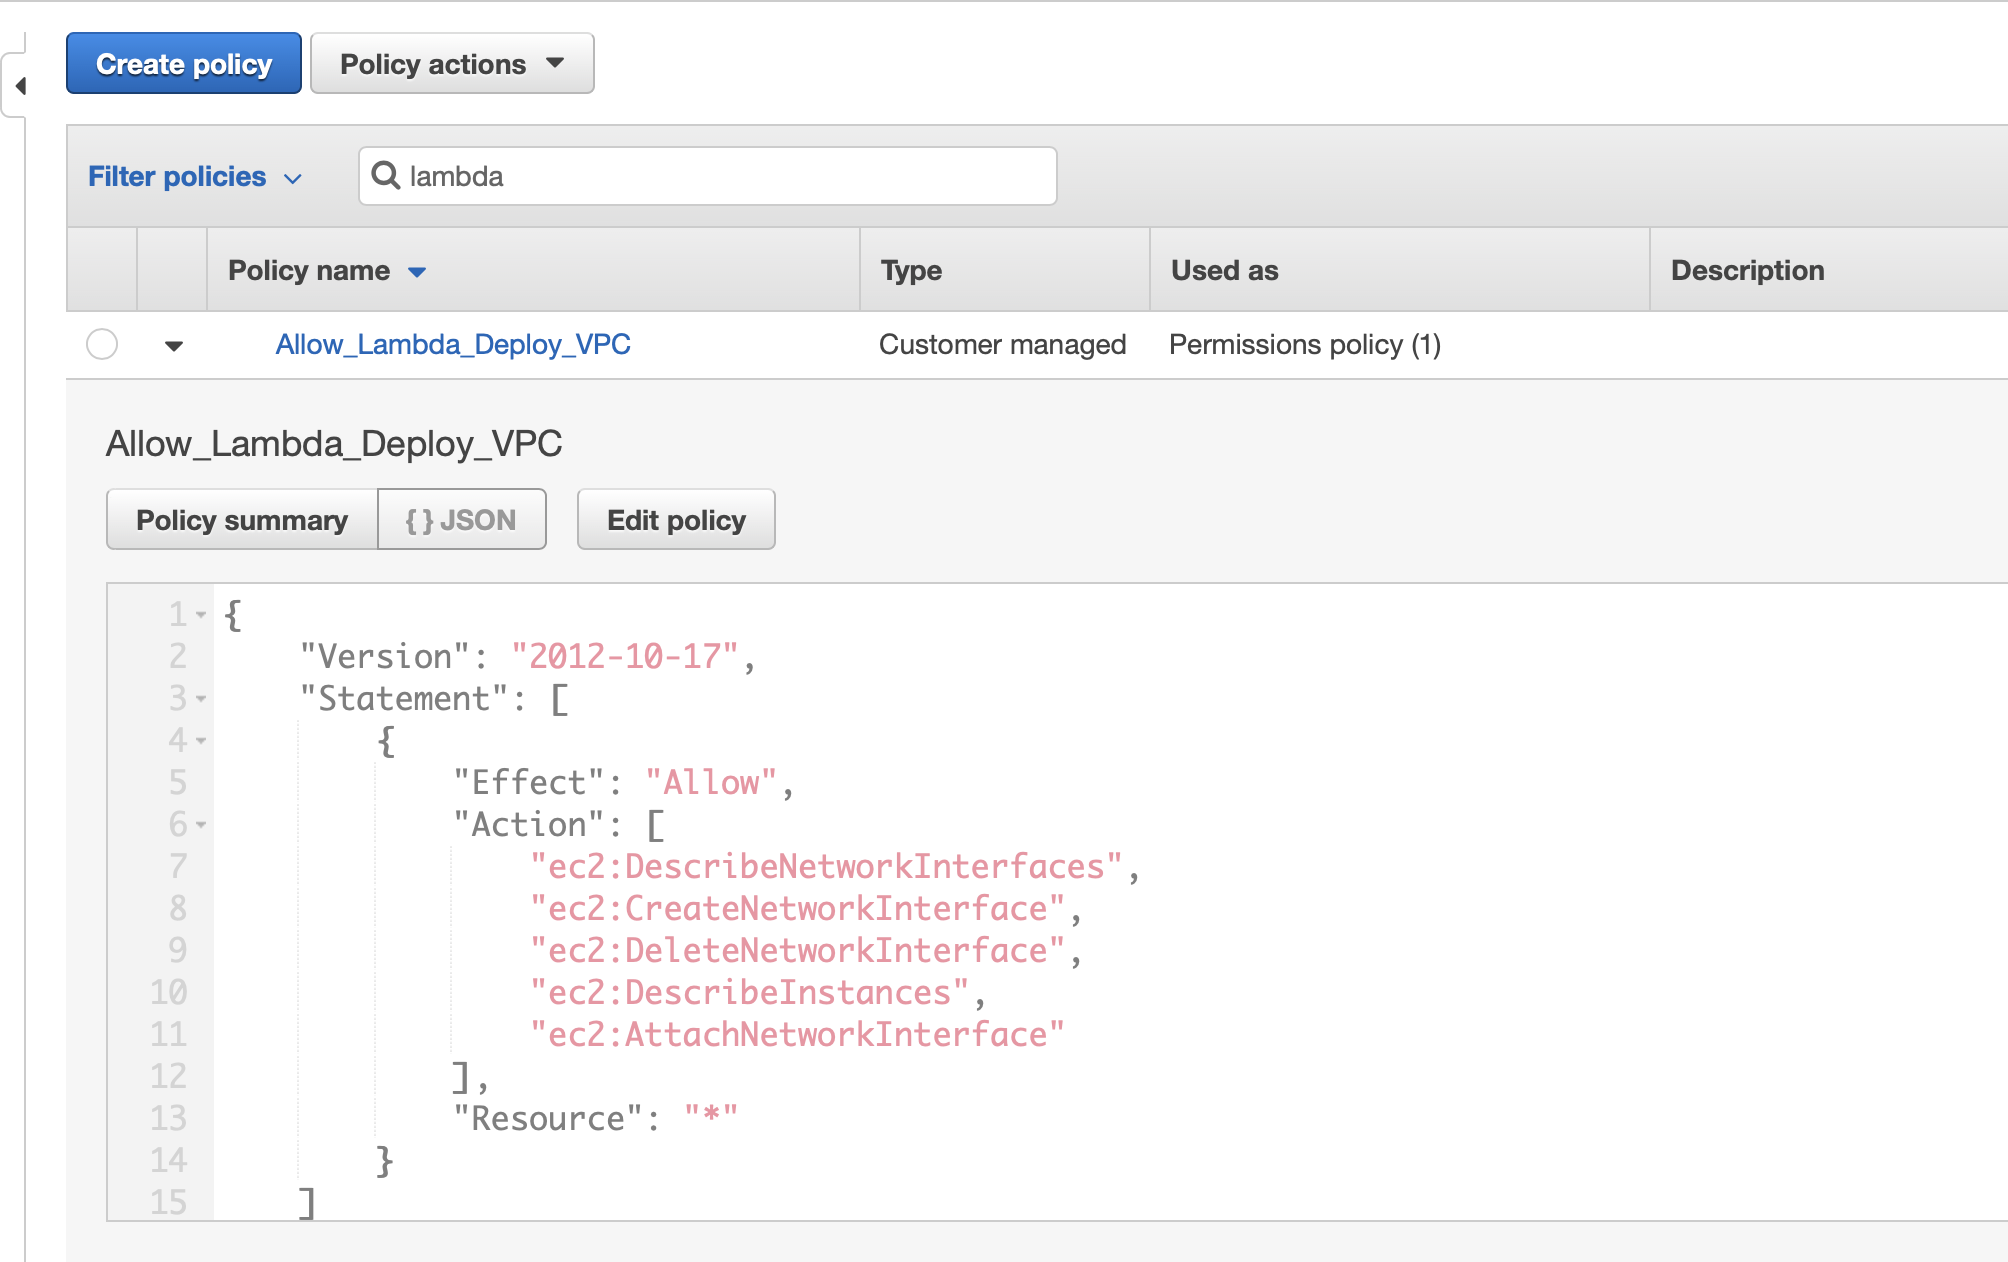 Create policy Policy actions
Filter policies lambda
Policy name Type Used as Description
Allow_Lambda_Deploy_VPC Customer managed Permissions policy (1)
Allow_Lambda_Deploy_VPC
Policy summary {} JSON Edit policy
1 {
2     "Version": "2012-10-17",
3     "Statement": [
4         {
5             "Effect": "Allow",
6             "Action": [
7                 "ec2:DescribeNetworkInterfaces",
8                 "ec2:CreateNetworkInterface",
9                 "ec2:DeleteNetworkInterface",
10                 "ec2:DescribeInstances",
11                 "ec2:AttachNetworkInterface"
12             ],
13             "Resource": "*"
14         }
15     ]